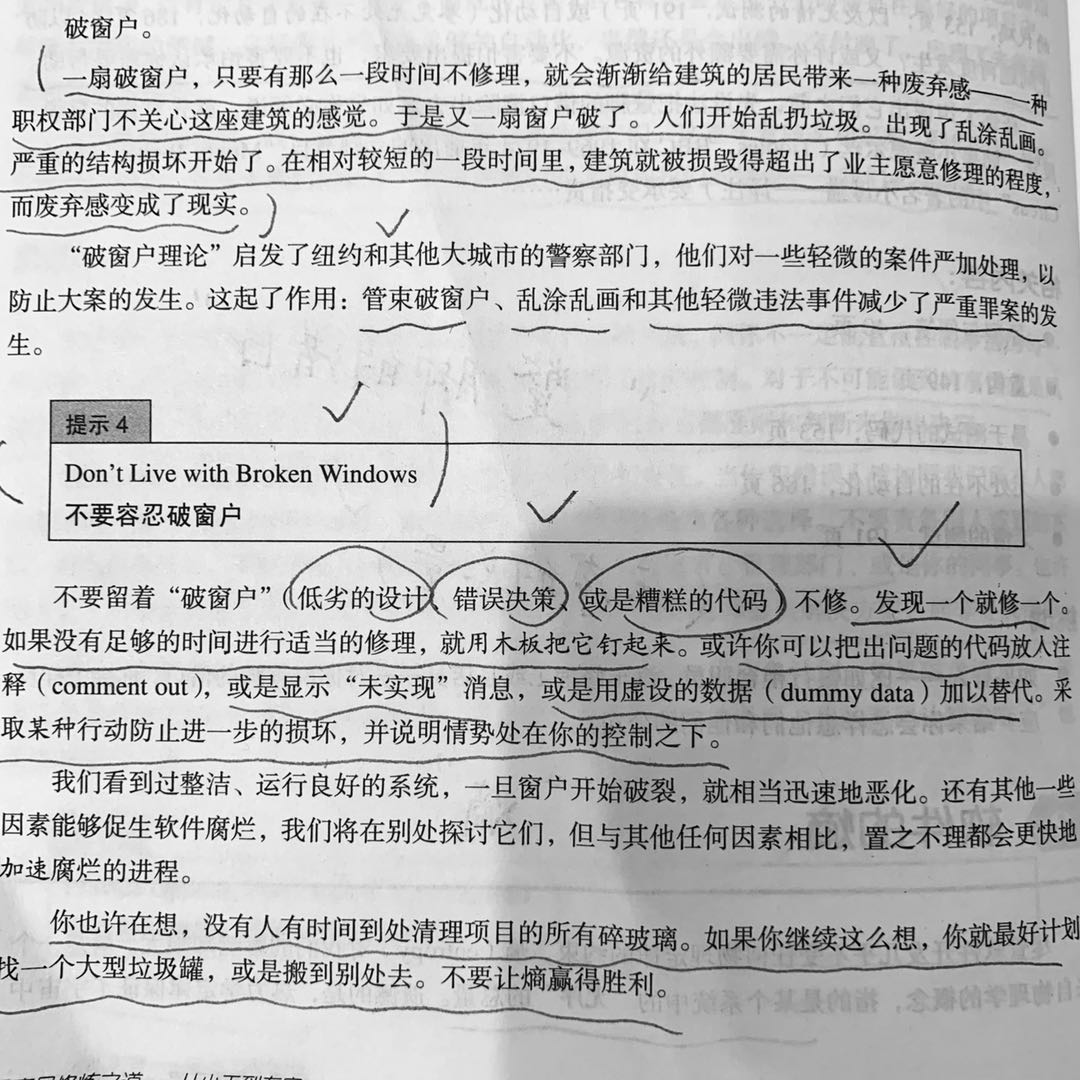 破窗户。
一扇破窗户，只要有那么一段时间不修理，就会渐渐给建筑的居民带来一种废弃感——一种
职权部门不关心这座建筑的感觉。于是又一扇窗户破了。人们开始乱扔垃圾。出现了乱涂乱画。
严重的结构损坏开始了。在相对较短的一段时间里，建筑就被损毁得超出了业主愿意修理的程度，
而废弃感变成了现实。
“破窗户理论”启发了纽约和其他大城市的警察部门，他们对一些轻微的案件严加处理，以
防止大案的发生。这起了作用：管束破窗户、乱涂乱画和其他轻微违法事件减少了严重罪案的发
生。
提示 4
Don't Live with Broken Windows
不要容忍破窗户
不要留着“破窗户”（低劣的设计、错误决策、或是糟糕的代码）不修。发现一个就修一个。
如果没有足够的时间进行适当的修理，就用木板把它钉起来。或许你可以把出问题的代码放入注
释（comment out），或是显示“未实现”消息，或是用虚设的数据（dummy data）加以替代。采
取某种行动防止进一步的损坏，并说明情势处在你的控制之下。
我们看到过整洁、运行良好的系统，一旦窗户开始破裂，就相当迅速地恶化。还有其他一些
因素能够促生软件腐烂，我们将在别处探讨它们，但与其他任何因素相比，置之不理都会更快地
加速腐烂的进程。
你也许在想，没有人有时间到处清理项目的所有碎玻璃。如果你继续这么想，你就最好计划
找一个大型垃圾罐，或是搬到别处去。不要让熵赢得胜利。